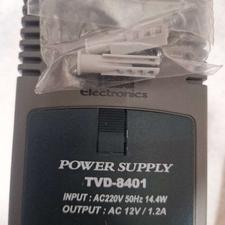 electronics
POWER SUPPLY
TVD-8401
INPUT : AC220V 50Hz 14.4W
OUTPUT : AC 12V / 1.2A